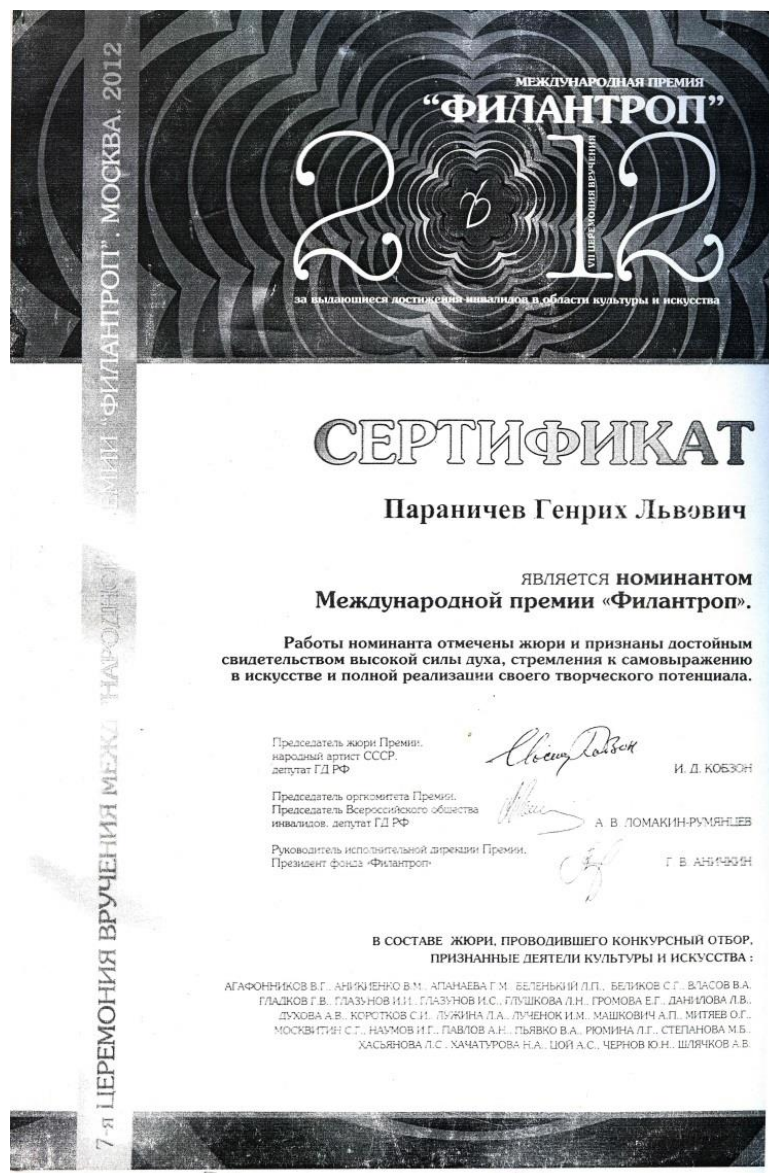 МЕЖДУНАРОДНАЯ ПРЕМИЯ
“ФИЛАНТРОП”
2012
VII ЦЕРЕМОНИЯ ВРУЧЕНИЯ
за выдающиеся достижения инвалидов в области культуры и искусства
7-я ЦЕРЕМОНИЯ ВРУЧЕНИЯ МЕЖДУНАРОДНОЙ ПРЕМИИ “ФИЛАНТРОП”. МОСКВА. 2012
СЕРТИФИКАТ
Параничев Генрих Львович
является номинантом
Международной премии «Филантроп».
Работы номинанта отмечены жюри и признаны достойным
свидетельством высокой силы духа, стремления к самовыражению
в искусстве и полной реализации своего творческого потенциала.
Председатель жюри Премии,
народный артист СССР,
депутат ГД РФ
И. Д. КОБЗОН
Председатель оргкомитета Премии,
Председатель Всероссийского общества
инвалидов, депутат ГД РФ
А. В. ЛОМАКИН-РУМЯНЦЕВ
Руководитель исполнительной дирекции Премии,
Президент фонда «Филантроп»
Г. В. АНИЧКИН
В СОСТАВЕ ЖЮРИ, ПРОВОДИВШЕГО КОНКУРСНЫЙ ОТБОР,
ПРИЗНАННЫЕ ДЕЯТЕЛИ КУЛЬТУРЫ И ИСКУССТВА :
АГАФОННИКОВ В.Г., АНИКИЕНКО В.М., АПАНАЕВА Г.М., БЕЛЕНЬКИЙ Л.П., БЕЛИКОВ С.Г., ВЛАСОВ В.А.
ГЛАДКОВ Г.В., ГЛАЗУНОВ И.И., ГЛАЗУНОВ И.С., ГЛУШКОВА Л.Н., ГРОМОВА Е.Г., ДАНИЛОВА Л.В.,
ДУХОВА А.В., КОРОТКОВ С.И., ЛУЖИНА Л.А., ЛУЧЕНОК И.М., МАШКОВИЧ А.П., МИТЯЕВ О.Г.,
МОСКВИТИН С.Г., НАУМОВ И.Г., ПАВЛОВ А.Н., ПЬЯВКО В.А., РЮМИНА Л.Г., СТЕПАНОВА М.Б.,
ХАСЬЯНОВА Л.С., ХАЧАТУРОВА Н.А., ЦОЙ А.С., ЧЕРНОВ Ю.Н., ШЛЯЧКОВ А.В.